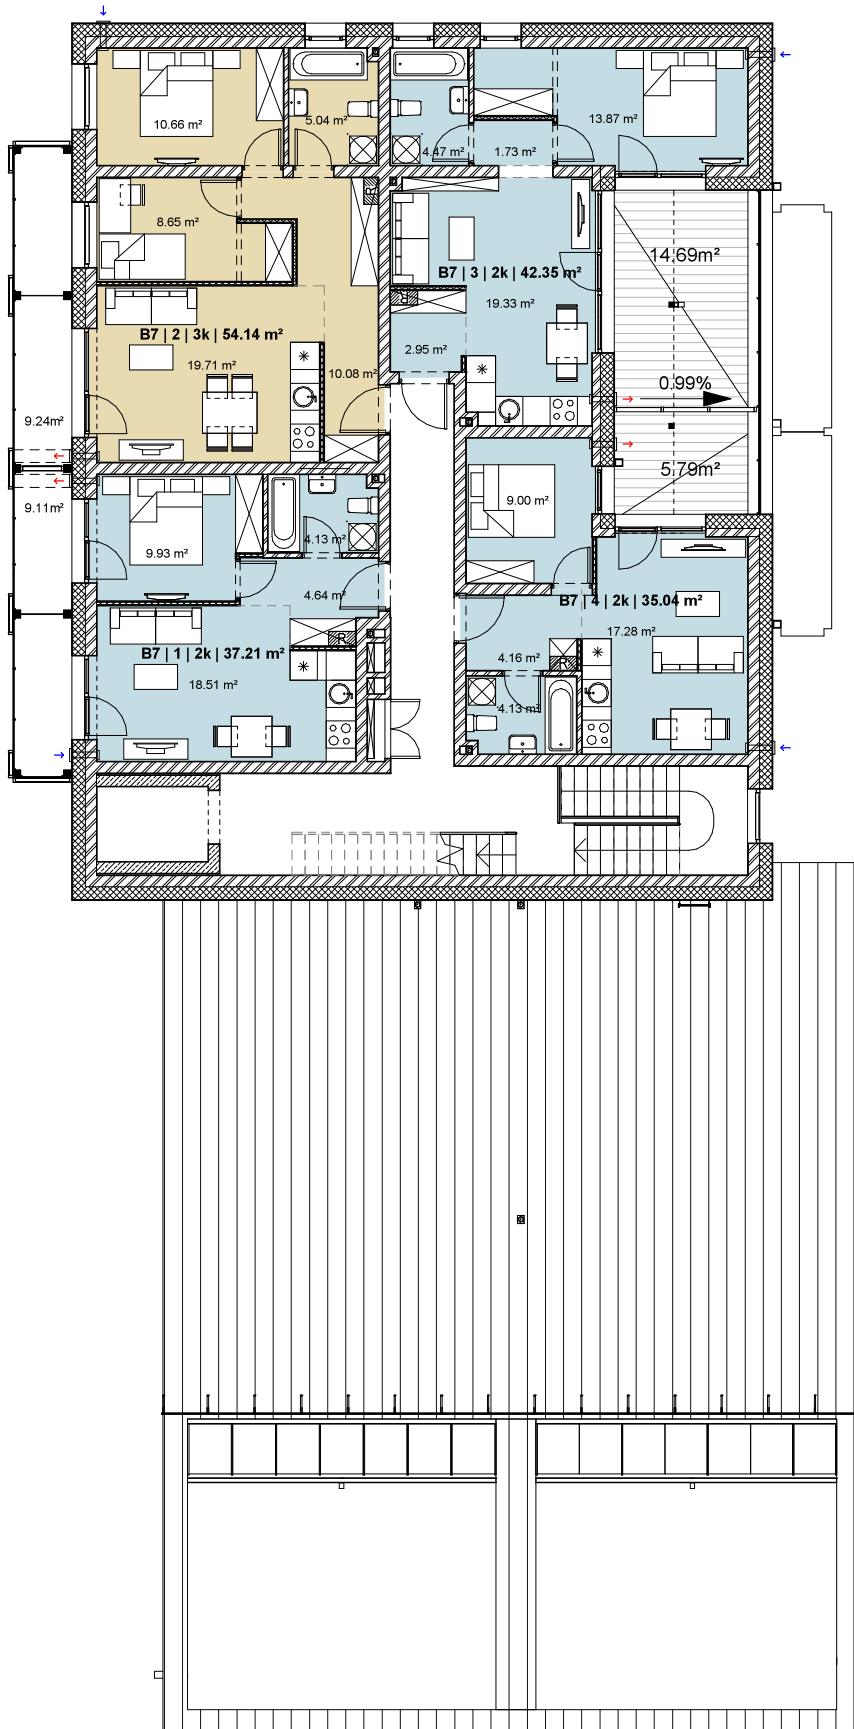 10.66 m²
5.04 m²
4.47 m²
1.73 m²
13.87 m²
R
8.65 m²
14.69m²
B7 | 3 | 2k | 42.35 m²
R
19.33 m²
B7 | 2 | 3k | 54.14 m²
2.95 m²
19.71 m²
10.08 m²
0.99%
9.24m²
5.79m²
9.00 m²
9.11m²
4.13 m²
9.93 m²
4.64 m²
B7 | 4 | 2k | 35.04 m²
17.28 m²
R
B7 | 1 | 2k | 37.21 m²
4.16 m²
R
18.51 m²
4.13 m²